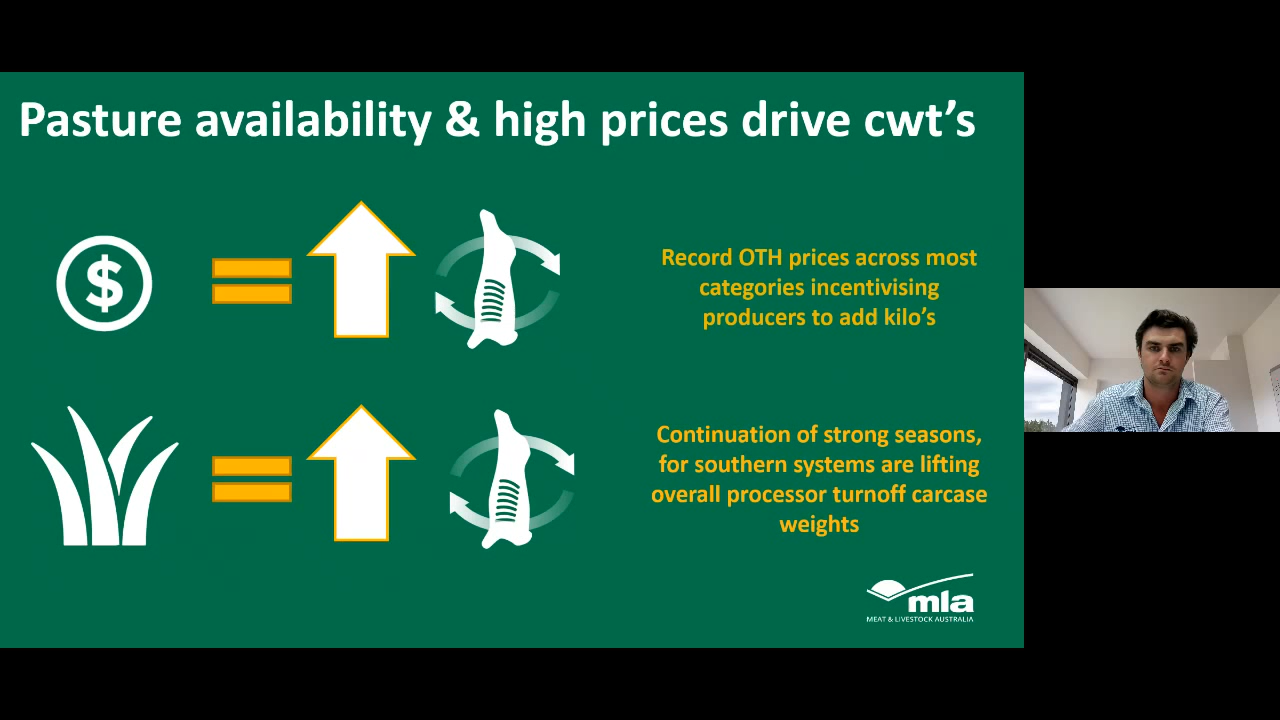 Pasture availability & high prices drive cwt's
$
Record OTH prices across most
categories incentivising
producers to add kilo's
$
Continuation of strong seasons,
for southern systems are lifting
overall processor turnoff carcase
weights
mla
MEAT & LIVESTOCK AUSTRALIA